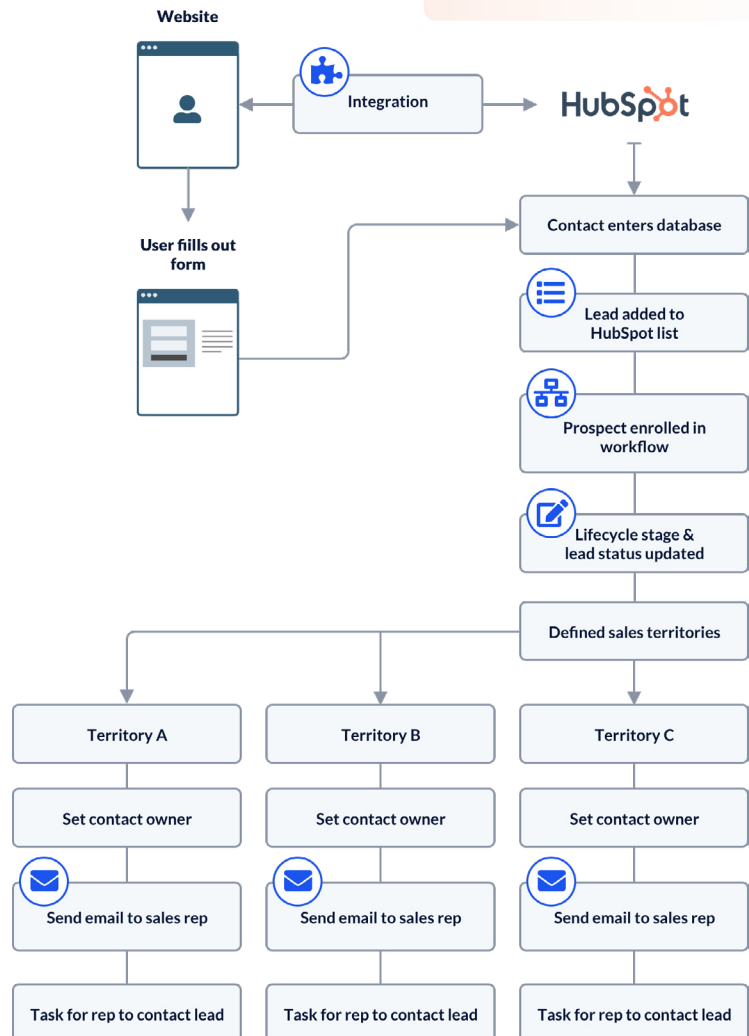 Website
Integration
HubSpot
User fills out
form
Contact enters database
Lead added to
HubSpot list
Prospect enrolled in
workflow
Lifecycle stage &
lead status updated
Defined sales territories
Territory A
Territory B
Territory C
Set contact owner
Set contact owner
Set contact owner
Send email to sales rep
Send email to sales rep
Send email to sales rep
Task for rep to contact lead
Task for rep to contact lead
Task for rep to contact lead